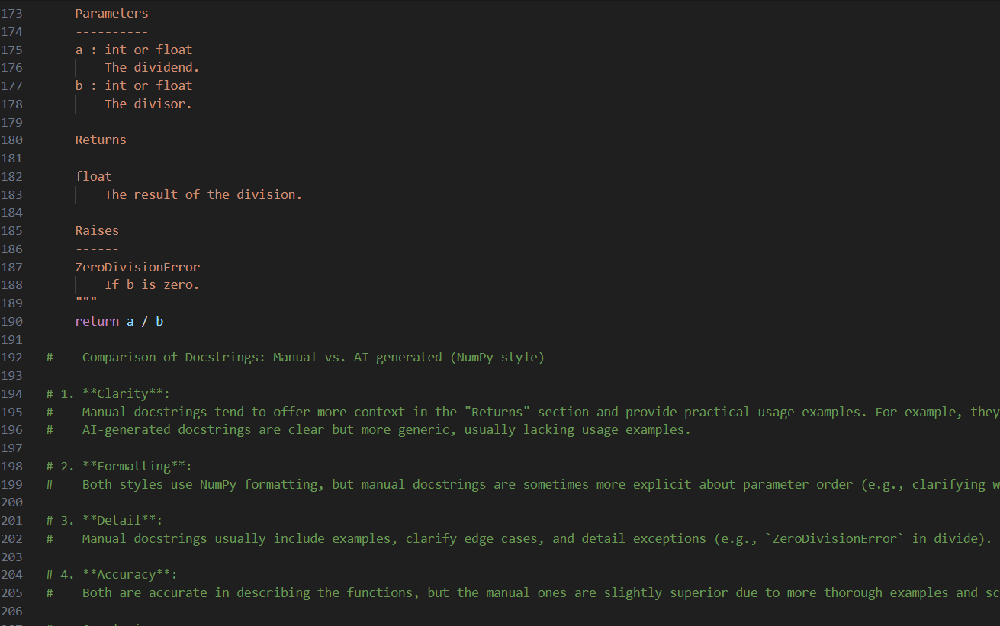 173 Parameters
174 ----------
175 a : int or float
176 The dividend.
177 b : int or float
178 The divisor.
179
180 Returns
181 -------
182 float
183 The result of the division.
184
185 Raises
186 ------
187 ZeroDivisionError
188 If b is zero.
189 """
190 return a / b
191
192 # -- Comparison of Docstrings: Manual vs. AI-generated (NumPy-style) --
193
194 # 1. **Clarity**:
195 # Manual docstrings tend to offer more context in the "Returns" section and provide practical usage examples. For example, they
196 # AI-generated docstrings are clear but more generic, usually lacking usage examples.
197
198 # 2. **Formatting**:
199 # Both styles use NumPy formatting, but manual docstrings are sometimes more explicit about parameter order (e.g., clarifying w
200
201 # 3. **Detail**:
202 # Manual docstrings usually include examples, clarify edge cases, and detail exceptions (e.g., `ZeroDivisionError` in divide).
203
204 # 4. **Accuracy**:
205 # Both are accurate in describing the functions, but the manual ones are slightly superior due to more thorough examples and sc
206